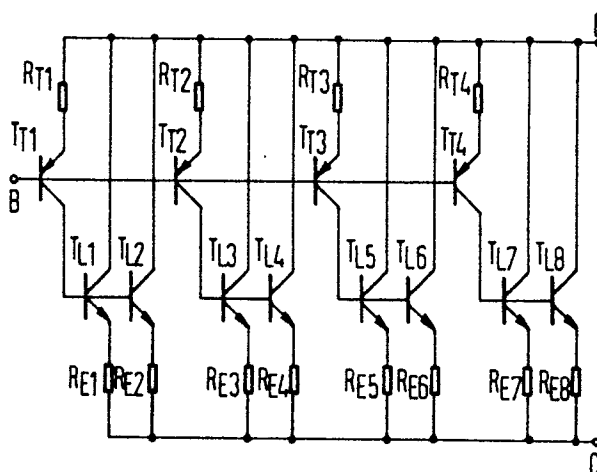 RT1 RT2 RT3 RT4
TT1 TT2 TT3 TT4
B
TL1 TL2 TL3 TL4 TL5 TL6 TL7 TL8
RE1 RE2 RE3 RE4 RE5 RE6 RE7 RE8